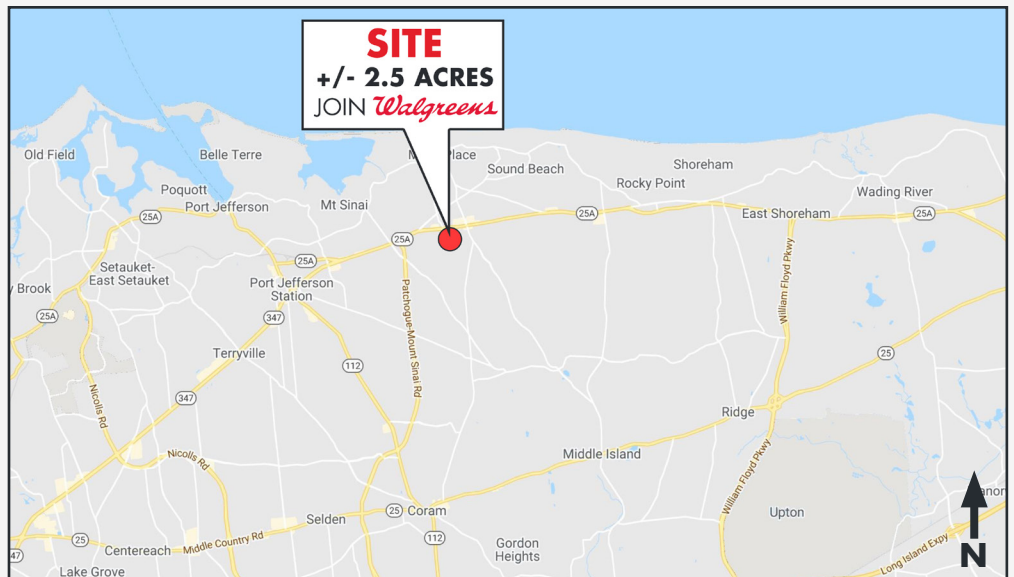 SITE
+/- 2.5 ACRES
JOIN Walgreens
Old Field
Belle Terre
Place
Sound Beach
Shoreham
Rocky Point
Wading River
Poquott
Port Jefferson
Mt Sinai
25A
25A
East Shoreham
25A
25A
25A
Setauket-
East Setauket
Port Jefferson
Station
Brook
25A
347
Patchogue-Mount Sinai Rd
William Floyd Pkwy
Terryville
112
25
347
Nicolls Rd
Ridge
Nicolls Rd
Middle Island
William Floyd Pkwy
25
Coram
Selden
Upton
112
25
Centereach
Middle Country Rd
Gordon
Heights
Long Island Expy
47
Lake Grove
N